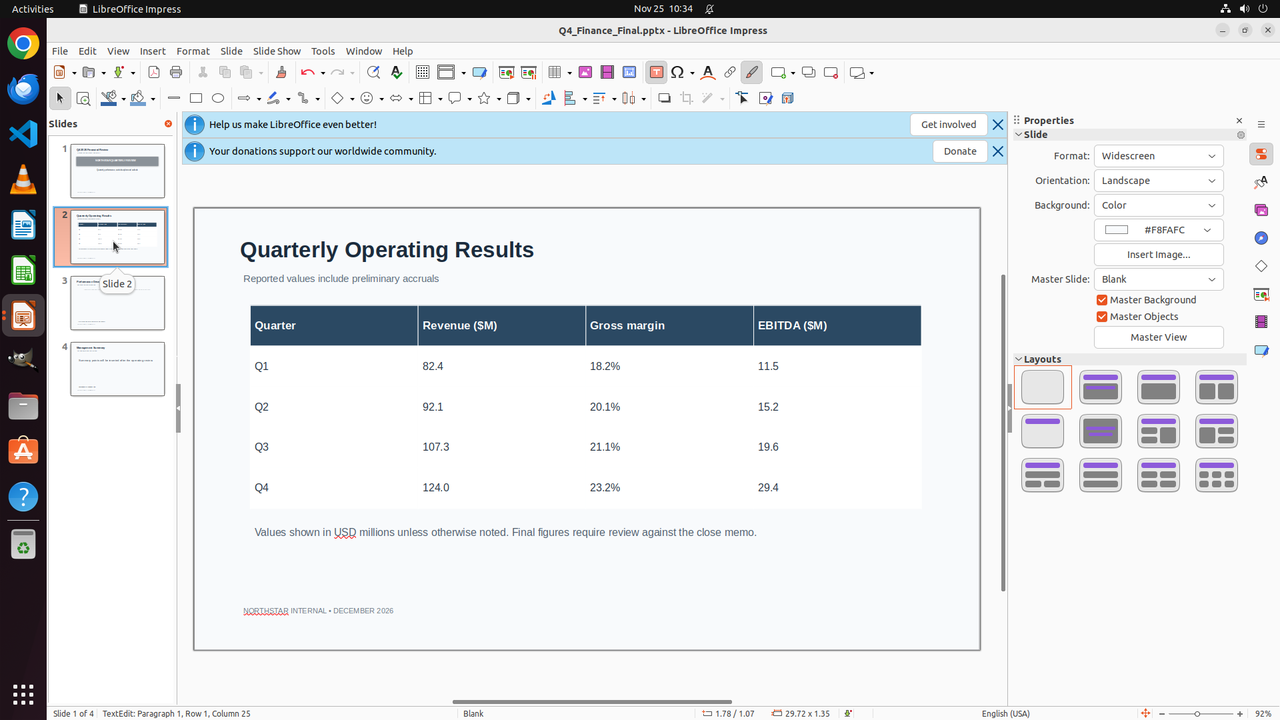 Activities
LibreOffice Impress
Nov 25 10:34
Q4_Finance_Final.pptx - LibreOffice Impress
File Edit View Insert Format Slide Slide Show Tools Window Help
Slides
Help us make LibreOffice even better!
Get involved
Your donations support our worldwide community.
Donate
1
2
3
4
Slide 2
Quarterly Operating Results
Reported values include preliminary accruals
Quarter Revenue ($M) Gross margin EBITDA ($M)
Q1 82.4 18.2% 11.5
Q2 92.1 20.1% 15.2
Q3 107.3 21.1% 19.6
Q4 124.0 23.2% 29.4
Values shown in USD millions unless otherwise noted. Final figures require review against the close memo.
NORTHSTAR INTERNAL • DECEMBER 2026
Properties
Slide
Format: Widescreen
Orientation: Landscape
Background: Color
#F8FAFC
Insert Image...
Master Slide: Blank
Master Background
Master Objects
Master View
Layouts
Slide 1 of 4 TextEdit: Paragraph 1, Row 1, Column 25 Blank 1.78 / 1.07 29.72 x 1.35 English (USA) 92%